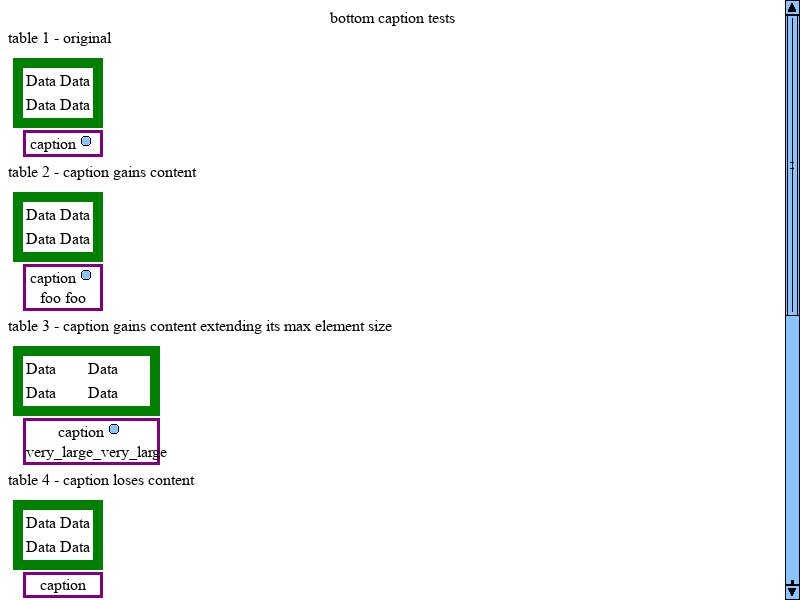 bottom caption tests
table 1 - original
Data Data
Data Data
caption
table 2 - caption gains content
Data Data
Data Data
caption
foo foo
table 3 - caption gains content extending its max element size
Data Data
Data Data
caption
very_large_very_large
table 4 - caption loses content
Data Data
Data Data
caption